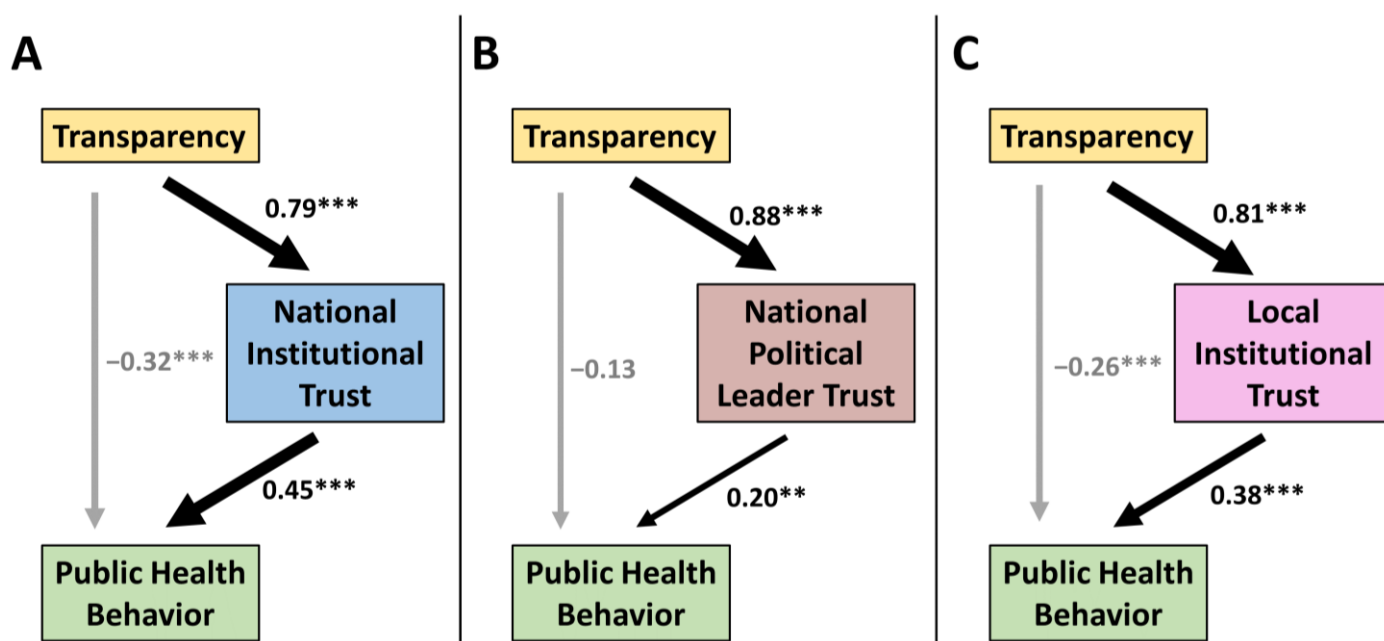 A
Transparency
0.79***
National
Institutional
Trust
−0.32***
0.45***
Public Health
Behavior
B
Transparency
0.88***
National
Political
Leader Trust
−0.13
0.20**
Public Health
Behavior
C
Transparency
0.81***
Local
Institutional
Trust
−0.26***
0.38***
Public Health
Behavior